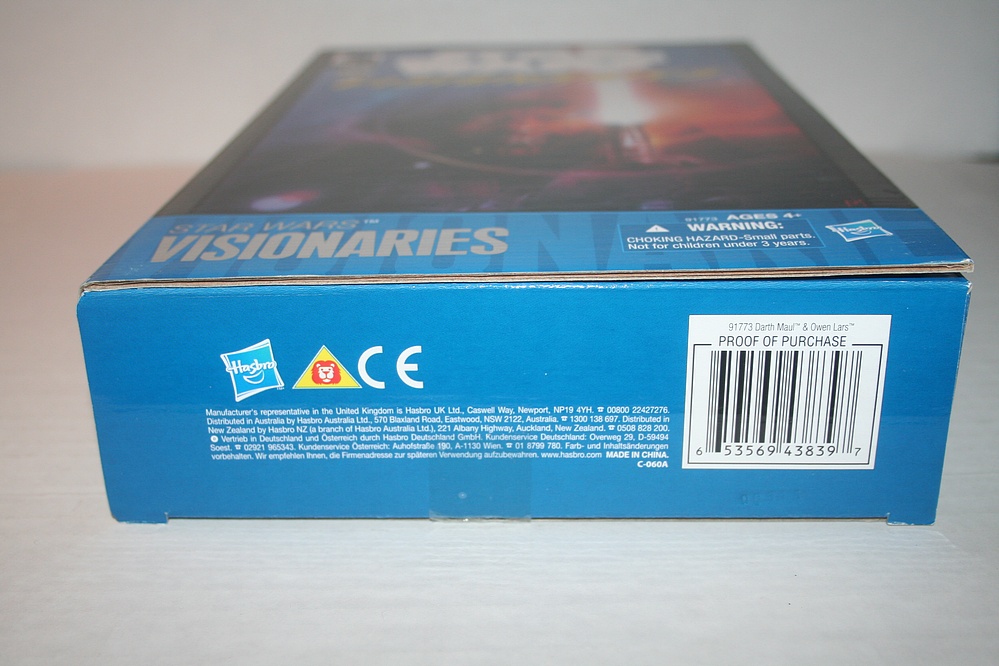 STAR WARS™
VISIONARIES
91773 AGES 4+
WARNING:
CHOKING HAZARD-Small parts.
Not for children under 3 years.
Hasbro
Hasbro
CE
Manufacturer's representative in the United Kingdom is Hasbro UK Ltd., Caswell Way, Newport, NP19 4YH. ☎ 00800 22427276.
Distributed in Australia by Hasbro Australia Ltd., 570 Blaxland Road, Eastwood, NSW 2122, Australia. ☎ 1300 138 697. Distributed in
New Zealand by Hasbro NZ (a branch of Hasbro Australia Ltd.), 221 Albany Highway, Auckland, New Zealand. ☎ 0508 828 200.
Vertrieb in Deutschland und Österreich durch Hasbro Deutschland GmbH. Kundenservice Deutschland: Overweg 29, D-59494
Soest. ☎ 02921 965343. Kundenservice Österreich: Auhofstraße 190, A-1130 Wien. ☎ 01 8799 780. Farb- und Inhaltsänderungen
vorbehalten. Wir empfehlen Ihnen, die Firmenadresse zur späteren Verwendung aufzubewahren. www.hasbro.com MADE IN CHINA.
C-060A
91773 Darth Maul™ & Owen Lars™
PROOF OF PURCHASE
6 53569 43839 7